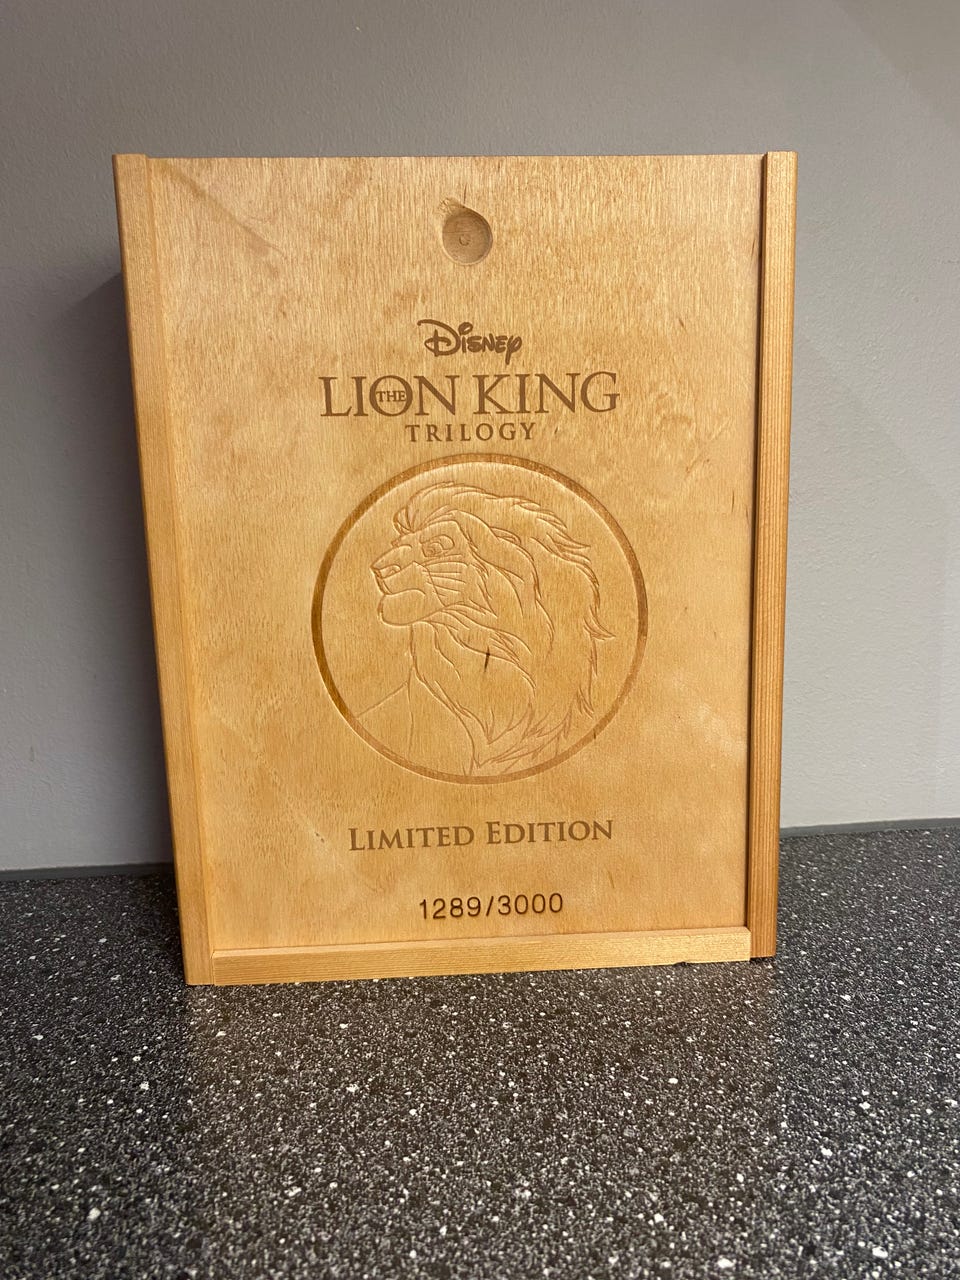 Disney
THE LION KING
TRILOGY
LIMITED EDITION
1289/3000